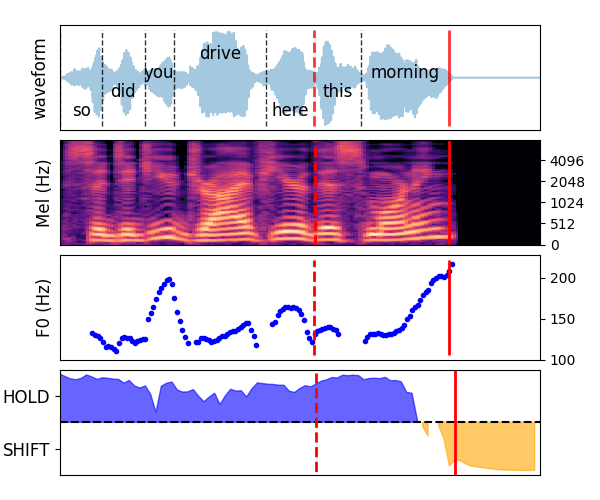 waveform
so did you drive here this morning
Mel (Hz)
4096
2048
1024
512
0
F0 (Hz)
200
150
100
HOLD
SHIFT